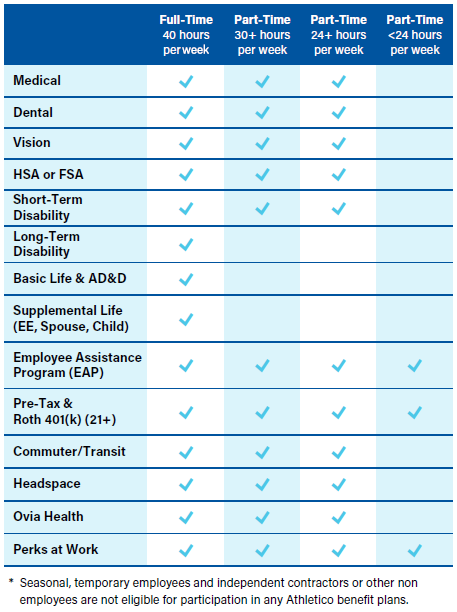 Full-Time Part-Time Part-Time Part-Time
40 hours 30+ hours 24+ hours <24 hours
per week per week per week per week
Medical
Dental
Vision
HSA or FSA
Short-Term
Disability
Long-Term
Disability
Basic Life & AD&D
Supplemental Life
(EE, Spouse, Child)
Employee Assistance
Program (EAP)
Pre-Tax &
Roth 401(k) (21+)
Commuter/Transit
Headspace
Ovia Health
Perks at Work
* Seasonal, temporary employees and independent contractors or other non
employees are not eligible for participation in any Athletico benefit plans.